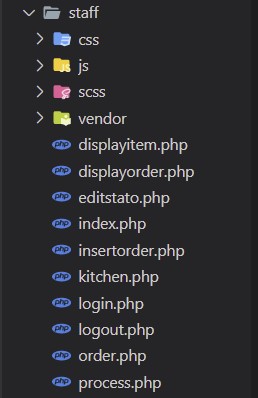 staff
css
js
scss
vendor
php displayitem.php
php displayorder.php
php editstato.php
php index.php
php insertorder.php
php kitchen.php
php login.php
php logout.php
php order.php
php process.php